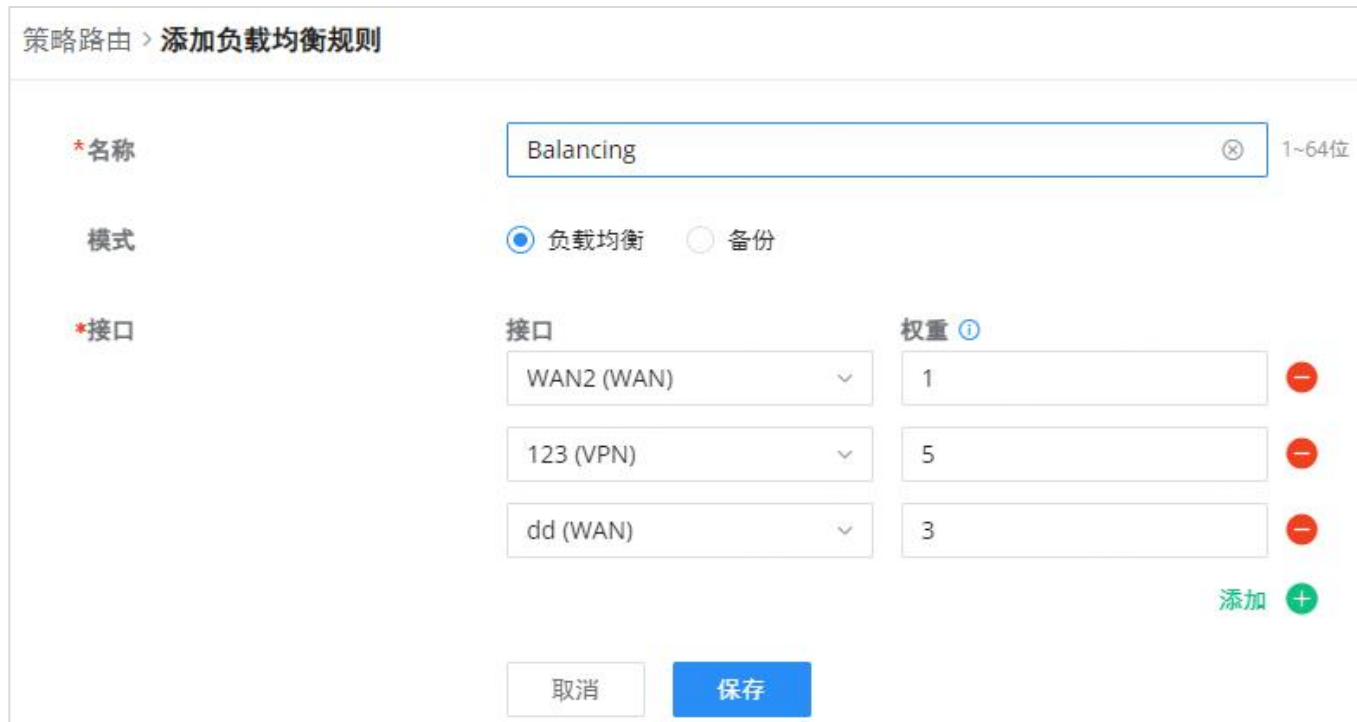 策略路由 > 添加负载均衡规则
*名称 Balancing 1~64位
模式 负载均衡 备份
*接口 接口 权重
WAN2 (WAN) 1
123 (VPN) 5
dd (WAN) 3
添加
取消 保存